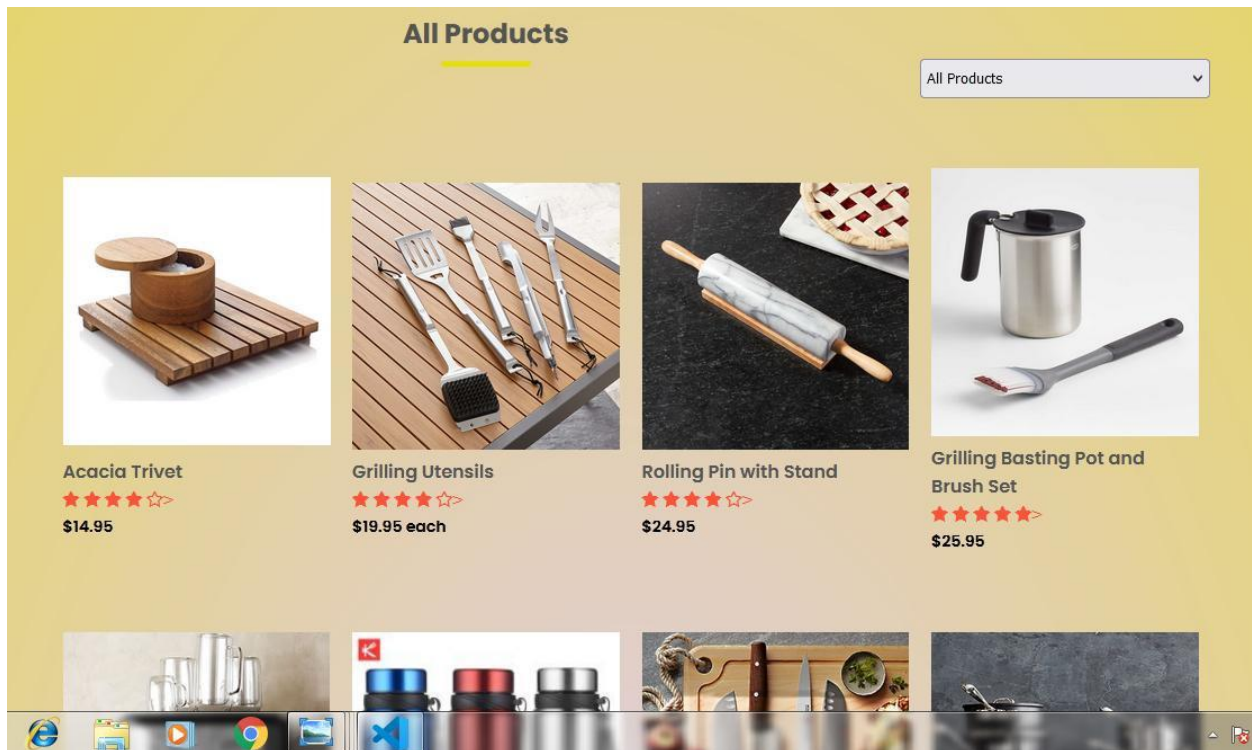 All Products
All Products
Acacia Trivet
>
$14.95
Grilling Utensils
>
$19.95 each
Rolling Pin with Stand
>
$24.95
Grilling Basting Pot and
Brush Set
>
$25.95
K